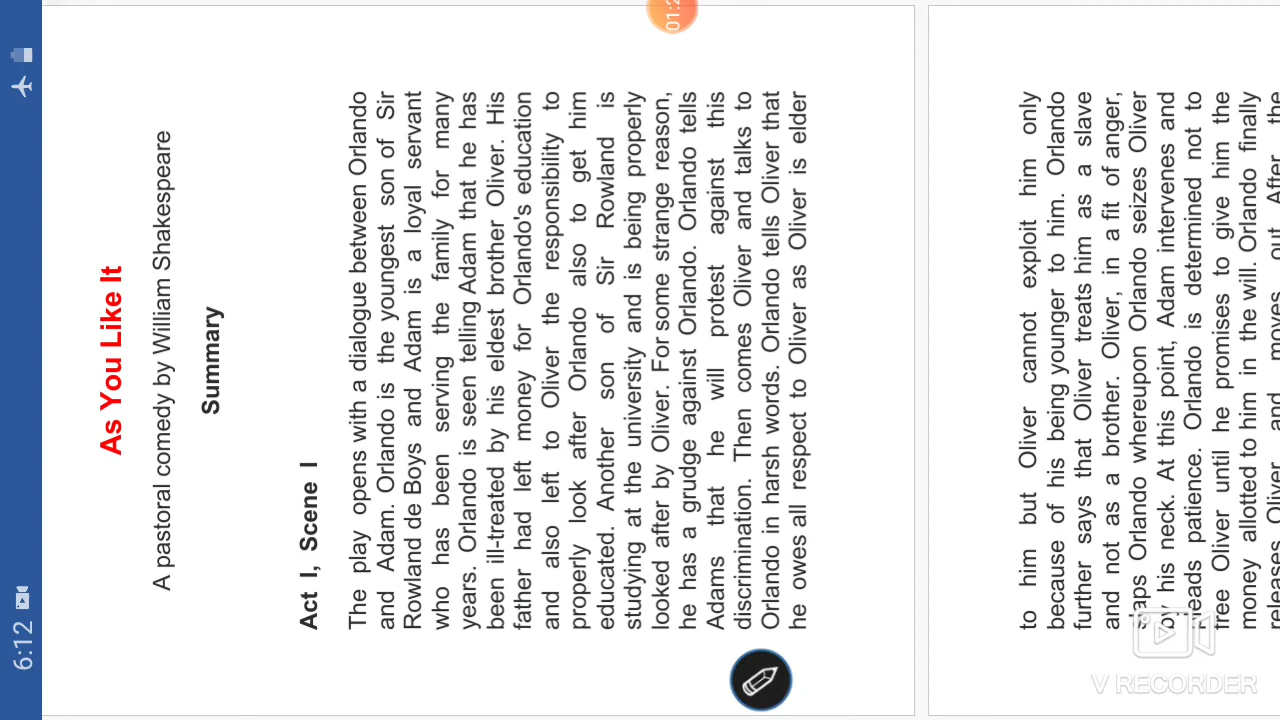 6:12
01:2
As You Like It
A pastoral comedy by William Shakespeare
Summary
Act I, Scene I
The play opens with a dialogue between Orlando
and Adam. Orlando is the youngest son of Sir
Rowland de Boys and Adam is a loyal servant
who has been serving the family for many
years. Orlando is seen telling Adam that he has
been ill-treated by his eldest brother Oliver. His
father had left money for Orlando's education
and also left to Oliver the responsibility to
properly look after Orlando also to get him
educated. Another son of Sir Rowland is
studying at the university and is being properly
looked after by Oliver. For some strange reason,
he has a grudge against Orlando. Orlando tells
Adams that he will protest against this
discrimination. Then comes Oliver and talks to
Orlando in harsh words. Orlando tells Oliver that
he owes all respect to Oliver as Oliver is elder
to him but Oliver cannot exploit him only
because of his being younger to him. Orlando
further says that Oliver treats him as a slave
and not as a brother. Oliver, in a fit of anger,
slaps Orlando whereupon Orlando seizes Oliver
by his neck. At this point, Adam intervenes and
pleads patience. Orlando is determined not to
free Oliver until he promises to give him the
money allotted to him in the will. Orlando finally
releases Oliver and moves out. After the
V RECORDER